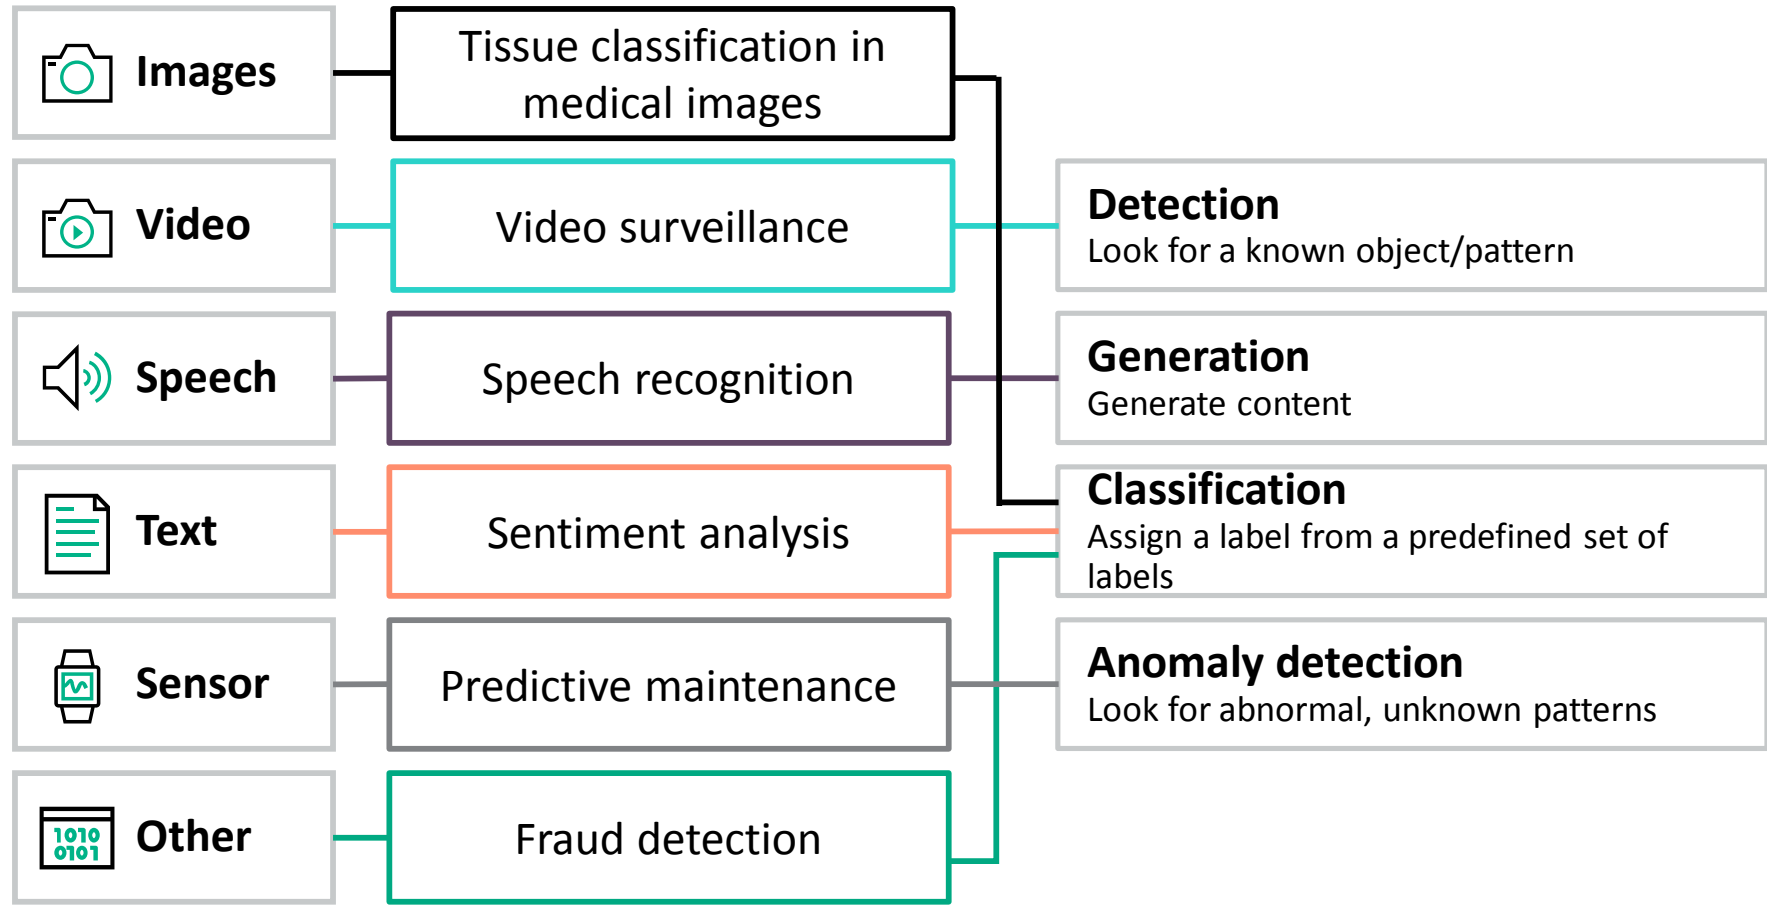 Images
Tissue classification in
medical images
Video
Video surveillance
Detection
Look for a known object/pattern
Speech
Speech recognition
Generation
Generate content
Text
Sentiment analysis
Classification
Assign a label from a predefined set of
labels
Sensor
Predictive maintenance
Anomaly detection
Look for abnormal, unknown patterns
1010
0101
Other
Fraud detection